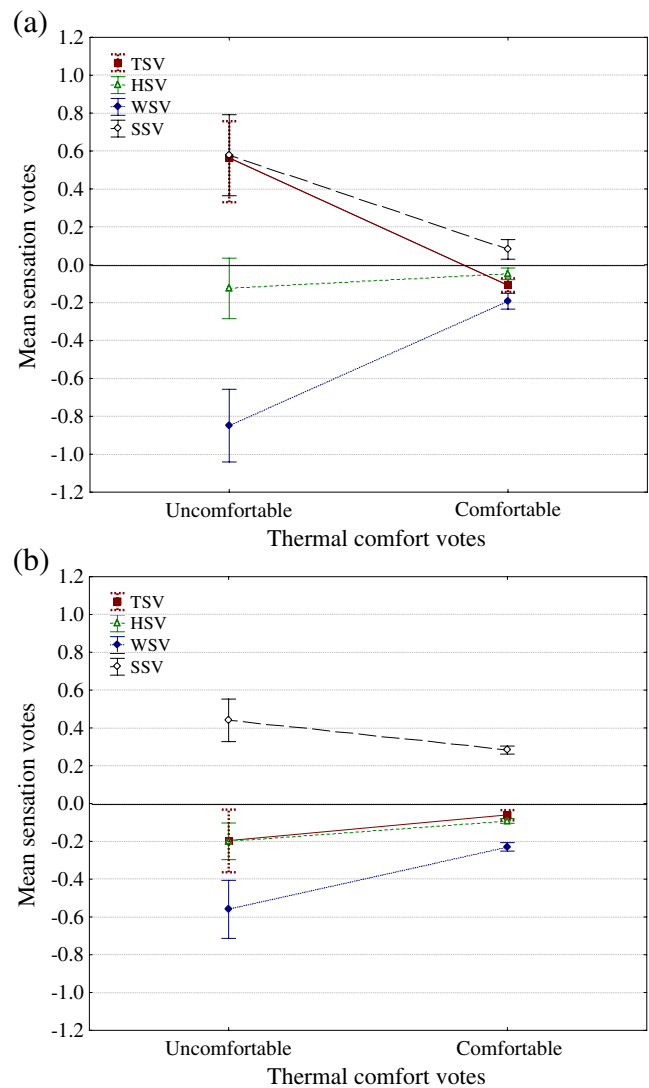 (a)
1.2
1.0
0.8
0.6
0.4
0.2
0.0
-0.2
-0.4
-0.6
-0.8
-1.0
-1.2
Mean sensation votes
TSV
HSV
WSV
SSV
Uncomfortable Comfortable
Thermal comfort votes
(b)
1.2
1.0
0.8
0.6
0.4
0.2
0.0
-0.2
-0.4
-0.6
-0.8
-1.0
-1.2
Mean sensation votes
TSV
HSV
WSV
SSV
Uncomfortable Comfortable
Thermal comfort votes